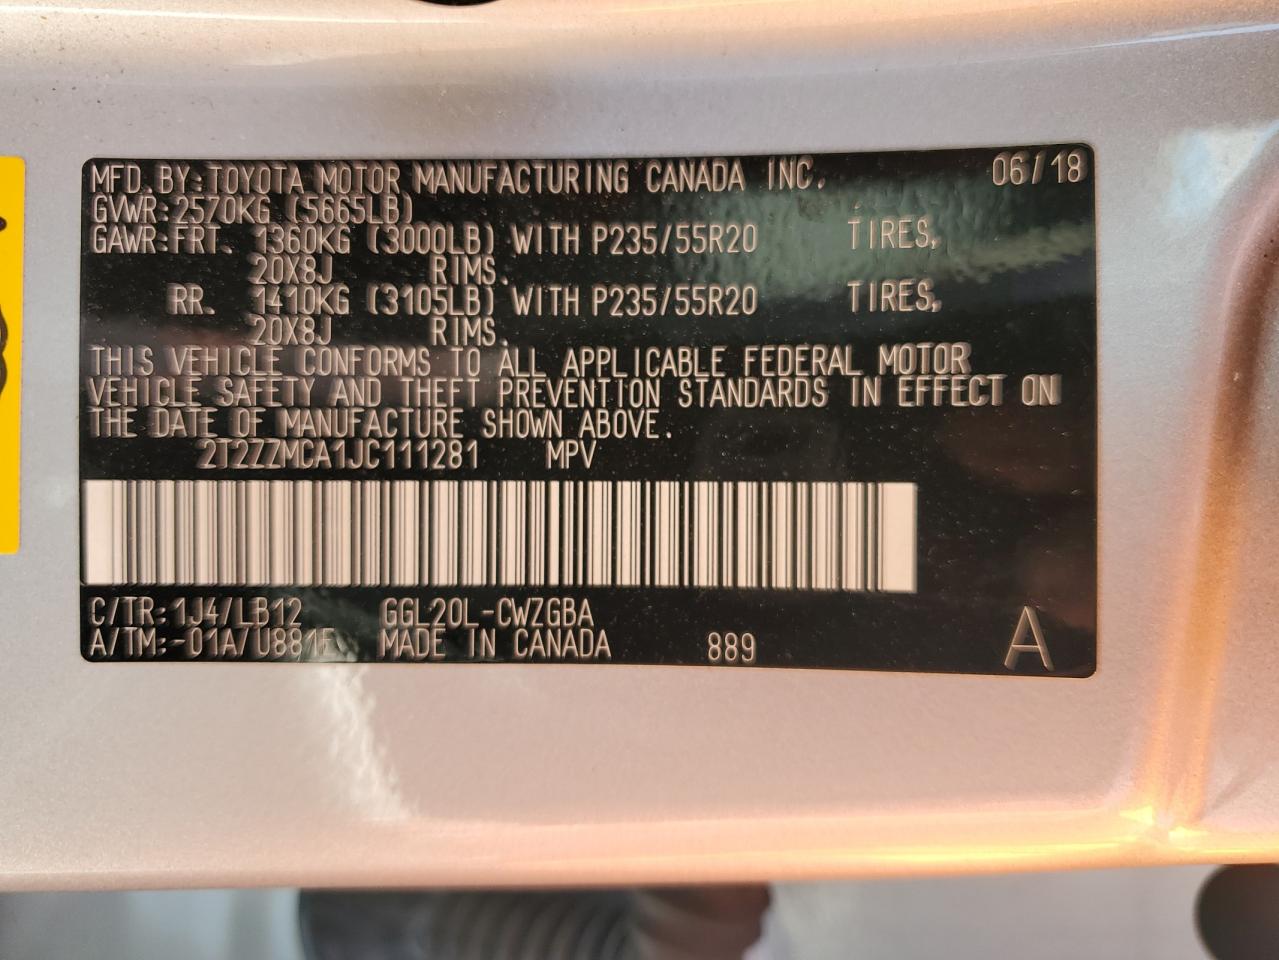 MFD. BY: TOYOTA MOTOR MANUFACTURING CANADA INC. 06/18
GVWR: 2570KG (5665LB)
GAWR: FRT. 1360KG (3000LB) WITH P235/55R20 TIRES,
20X8J RIMS.
RR. 1410KG (3105LB) WITH P235/55R20 TIRES,
20X8J RIMS.
THIS VEHICLE CONFORMS TO ALL APPLICABLE FEDERAL MOTOR
VEHICLE SAFETY AND THEFT PREVENTION STANDARDS IN EFFECT ON
THE DATE OF MANUFACTURE SHOWN ABOVE.
2T2ZZMCA1JC111281 MPV
C/TR: 1J4/LB12 GGL20L-CWZGBA
A/TM: -01A/U881F MADE IN CANADA 889 A